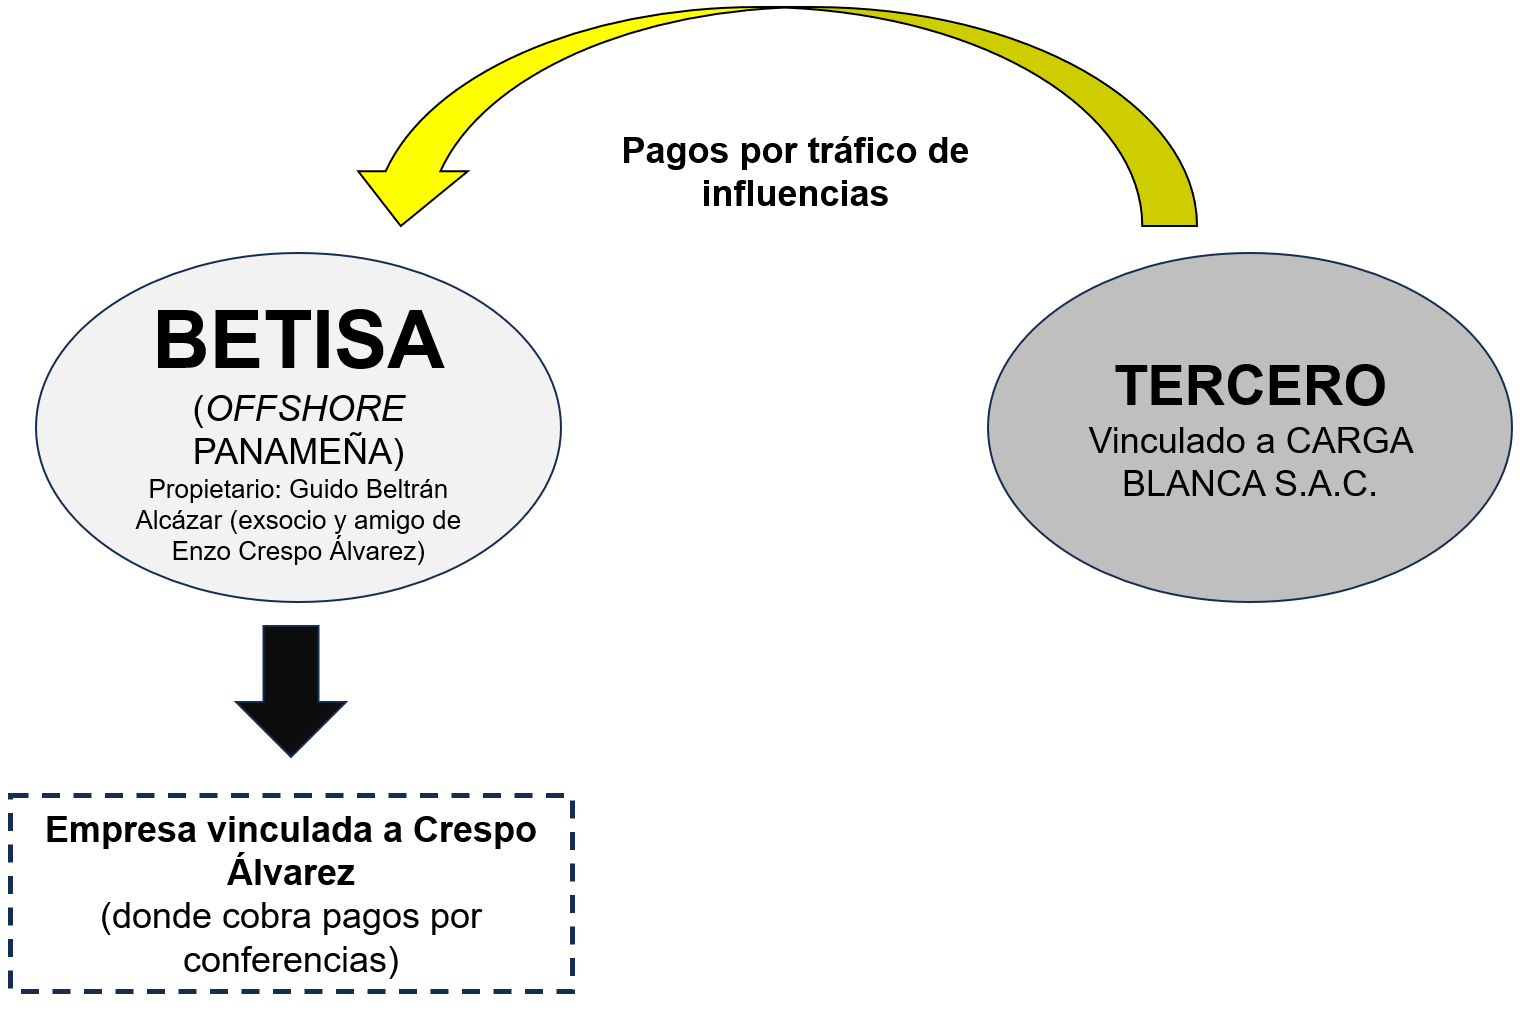 Pagos por tráfico de
influencias
BETISA
(OFFSHORE
PANAMEÑA)
Propietario: Guido Beltrán
Alcázar (exsocio y amigo de
Enzo Crespo Álvarez)
TERCERO
Vinculado a CARGA
BLANCA S.A.C.
Empresa vinculada a Crespo
Álvarez
(donde cobra pagos por
conferencias)